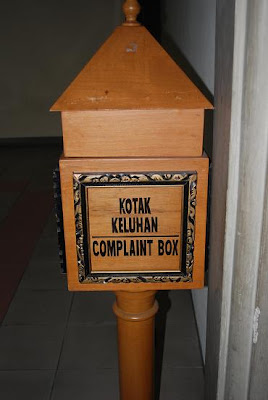 KOTAK
KELUHAN
COMPLAINT BOX